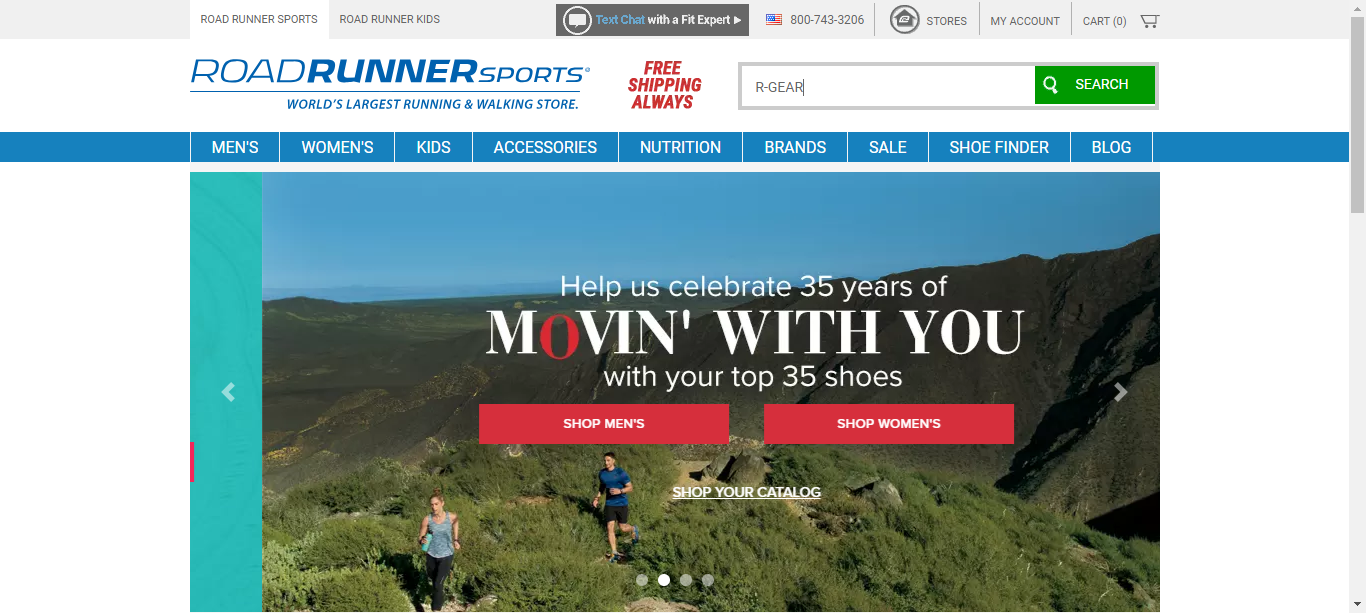 ROAD RUNNER SPORTS
ROAD RUNNER KIDS
Text Chat with a Fit Expert
800-743-3206
STORES
MY ACCOUNT
CART (0)
ROADRUNNERSPORTS®
WORLD'S LARGEST RUNNING & WALKING STORE.
FREE
SHIPPING
ALWAYS
R-GEAR
SEARCH
MEN'S
WOMEN'S
KIDS
ACCESSORIES
NUTRITION
BRANDS
SALE
SHOE FINDER
BLOG
Help us celebrate 35 years of
MOVIN' WITH YOU
with your top 35 shoes
SHOP MEN'S
SHOP WOMEN'S
SHOP YOUR CATALOG